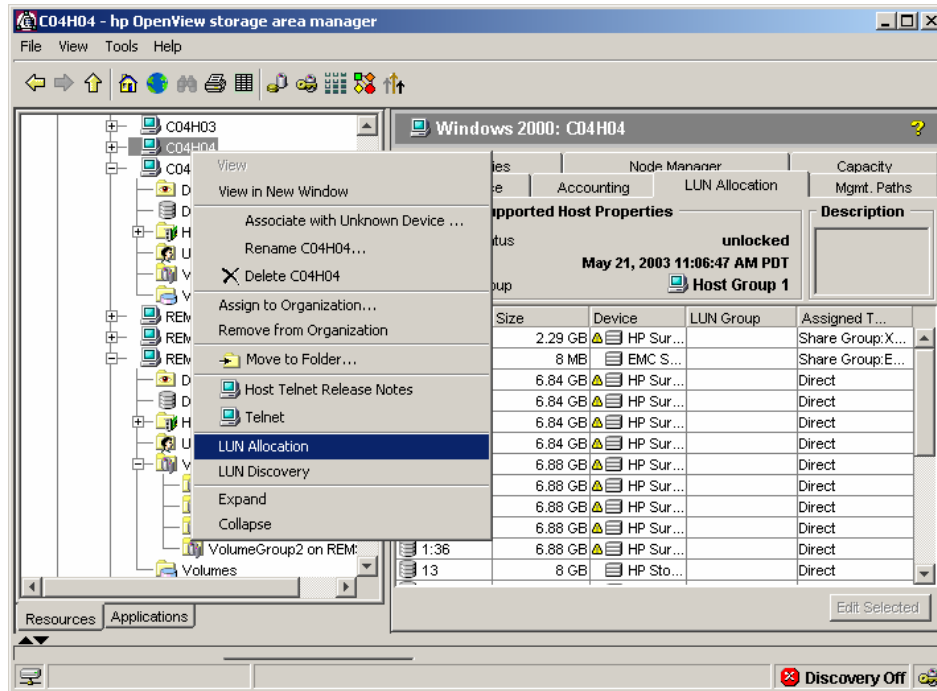 C04H04 - hp OpenView storage area manager
File View Tools Help
C04H03
C04H04
C04
D
D
H
U
V
V
REM
REM
REM
D
D
H
U
V
VolumeGroup2 on REM
Volumes
Resources Applications
View
View in New Window
Associate with Unknown Device ...
Rename C04H04...
Delete C04H04
Assign to Organization...
Remove from Organization
Move to Folder...
Host Telnet Release Notes
Telnet
LUN Allocation
LUN Discovery
Expand
Collapse
Windows 2000: C04H04 ?
ies Node Manager Capacity
e Accounting LUN Allocation Mgmt. Paths
upported Host Properties Description
tus unlocked
May 21, 2003 11:06:47 AM PDT
oup Host Group 1
Size Device LUN Group Assigned T...
2.29 GB HP Sur... Share Group:X...
8 MB EMC S... Share Group:E...
6.84 GB HP Sur... Direct
6.84 GB HP Sur... Direct
6.84 GB HP Sur... Direct
6.84 GB HP Sur... Direct
6.88 GB HP Sur... Direct
6.88 GB HP Sur... Direct
6.88 GB HP Sur... Direct
6.88 GB HP Sur... Direct
1:36 6.88 GB HP Sur... Direct
13 8 GB HP Sto... Direct
Edit Selected
Discovery Off